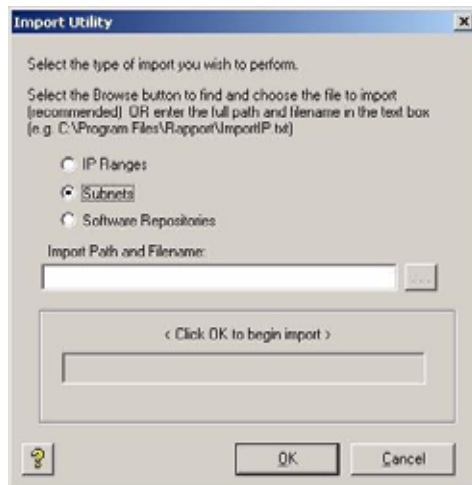 Import Utility
Select the type of import you wish to perform.
Select the Browse button to find and choose the file to import
(recommended) OR enter the full path and filename in the text box
(e.g. C:\Program Files\Rapport\ImportIP.txt)
IP Ranges
Subnets
Software Repositories
Import Path and Filename:
...
< Click OK to begin import >
?
OK
Cancel